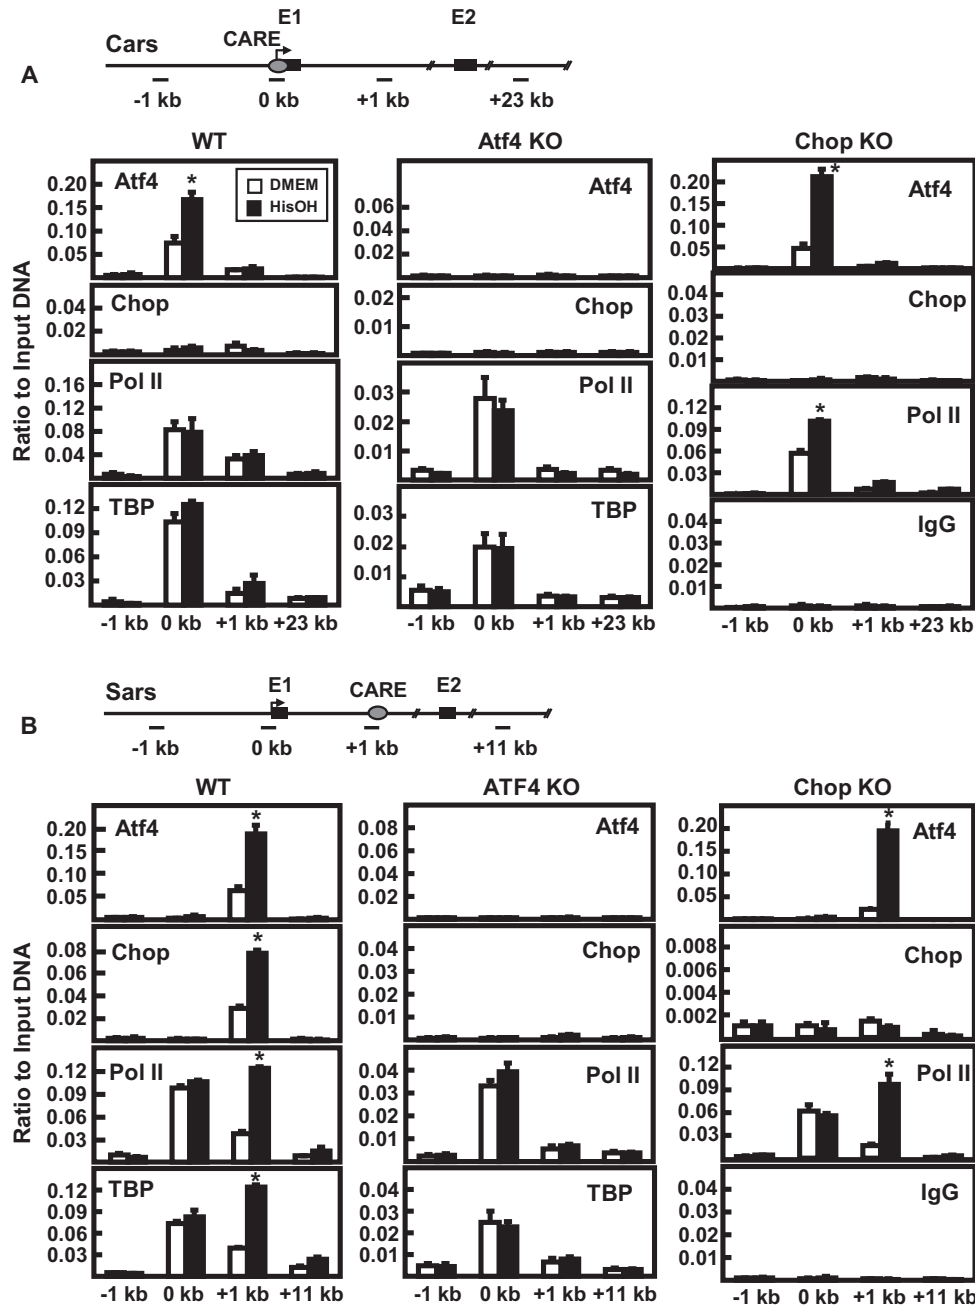 E1 E2
CARE
Cars
A
-1 kb 0 kb +1 kb +23 kb
WT Atf4 KO Chop KO
Ratio to Input DNA
Atf4
*
DMEM
HisOH
0.20
0.15
0.10
0.05
Chop
0.04
0.02
Pol II
0.16
0.12
0.08
0.04
TBP
0.12
0.09
0.06
0.03
-1 kb 0 kb +1 kb +23 kb
Atf4
0.06
0.04
0.02
Chop
0.02
0.01
Pol II
0.03
0.02
0.01
TBP
0.03
0.02
0.01
-1 kb 0 kb +1 kb +23 kb
Atf4
*
0.20
0.15
0.10
0.05
Chop
0.04
0.03
0.02
0.01
Pol II
*
0.12
0.09
0.06
0.03
IgG
0.04
0.03
0.02
0.01
-1 kb 0 kb +1 kb +23 kb
Sars E1 CARE E2
B
-1 kb 0 kb +1 kb +11 kb
WT ATF4 KO Chop KO
Ratio to Input DNA
Atf4
*
0.20
0.15
0.10
0.05
Chop
*
0.08
0.06
0.04
0.02
Pol II
*
0.12
0.09
0.06
0.03
TBP
*
0.12
0.09
0.06
0.03
-1 kb 0 kb +1 kb +11 kb
Atf4
0.08
0.06
0.04
0.02
Chop
0.04
0.03
0.02
0.01
Pol II
0.04
0.03
0.02
0.01
TBP
0.04
0.03
0.02
0.01
-1 kb 0 kb +1 kb +11 kb
Atf4
*
0.20
0.15
0.10
0.05
Chop
0.008
0.006
0.004
0.002
Pol II
*
0.12
0.09
0.06
0.03
IgG
0.04
0.03
0.02
0.01
-1 kb 0 kb +1 kb +11 kb